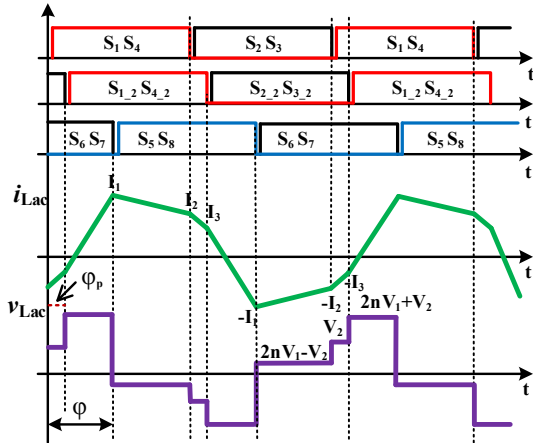 S₁ S₄ S₂ S₃ S₁ S₄
t
S₁_₂ S₄_₂ S₂_₂ S₃_₂ S₁_₂ S₄_₂
t
S₆ S₇ S₅ S₈ S₆ S₇ S₅ S₈
t
I₁
iLac I₂
I₃
t
φₚ -I₃
-I₂ 2nV₁+V₂
vLac -I₁
V₂
2nV₁-V₂
t
φ